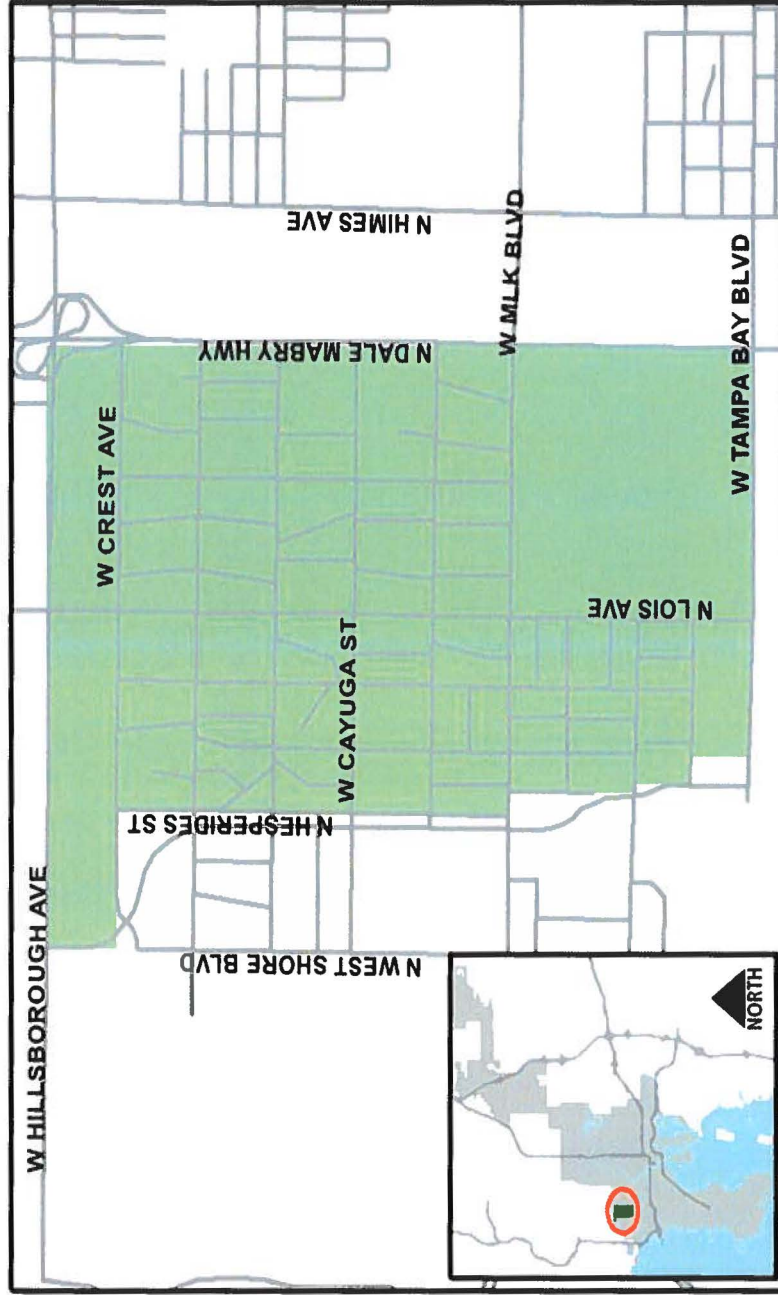 W HILLSBOROUGH AVE
W CREST AVE
N HIMES AVE
N DALE MABRY HWY
W MLK BLVD
W CAYUGA ST
N LOIS AVE
W TAMPA BAY BLVD
N HESPERIDES ST
N WEST SHORE BLVD
NORTH